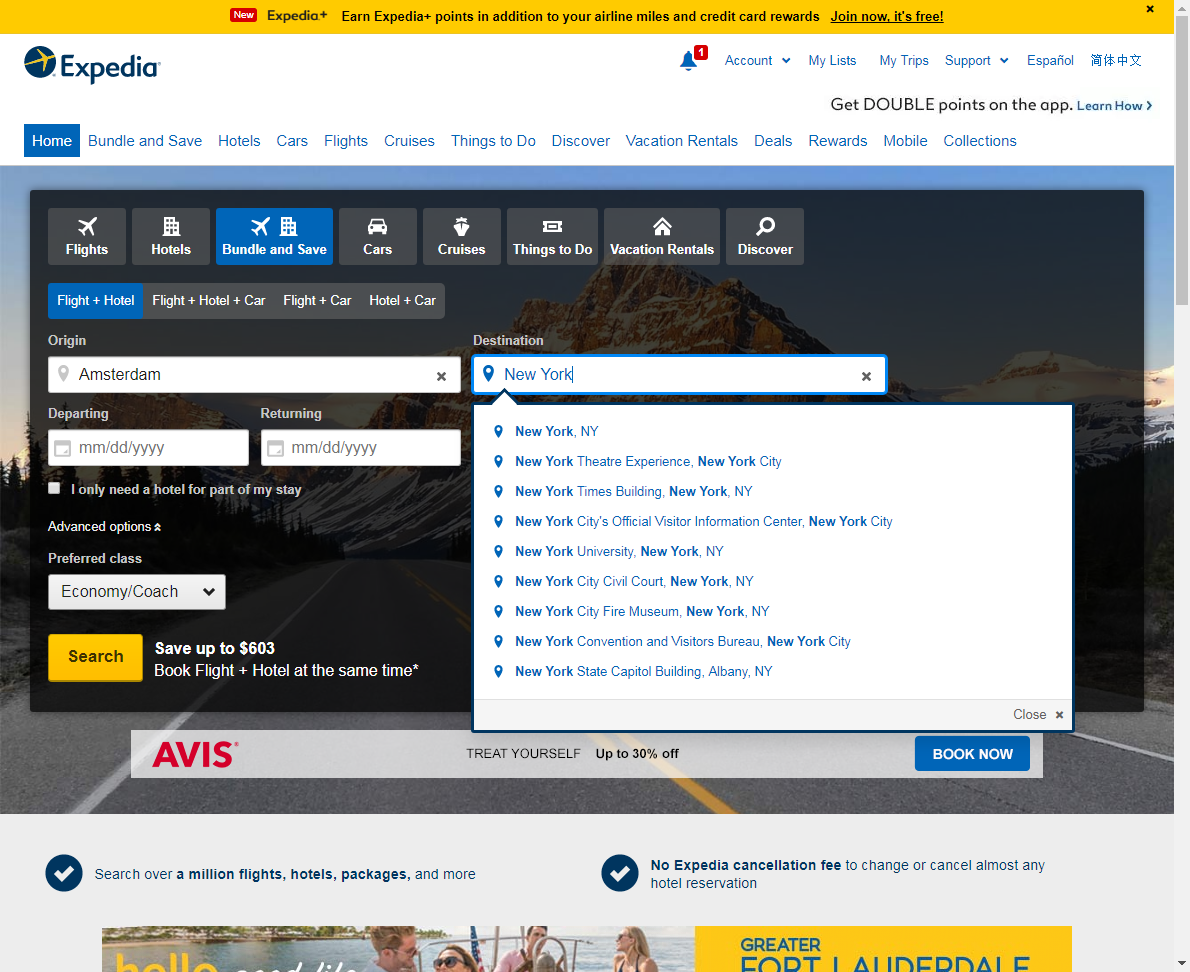 New Expedia+ Earn Expedia+ points in addition to your airline miles and credit card rewards Join now, it's free!
Expedia
1 Account My Lists My Trips Support Español 简体中文
Get DOUBLE points on the app. Learn How
Home Bundle and Save Hotels Cars Flights Cruises Things to Do Discover Vacation Rentals Deals Rewards Mobile Collections
Flights Hotels Bundle and Save Cars Cruises Things to Do Vacation Rentals Discover
Flight + Hotel Flight + Hotel + Car Flight + Car Hotel + Car
Origin Destination
Amsterdam New York
Departing Returning
mm/dd/yyyy mm/dd/yyyy
I only need a hotel for part of my stay
Advanced options
Preferred class
Economy/Coach
Search
Save up to $603
Book Flight + Hotel at the same time*
New York, NY
New York Theatre Experience, New York City
New York Times Building, New York, NY
New York City's Official Visitor Information Center, New York City
New York University, New York, NY
New York City Civil Court, New York, NY
New York City Fire Museum, New York, NY
New York Convention and Visitors Bureau, New York City
New York State Capitol Building, Albany, NY
Close
AVIS TREAT YOURSELF Up to 30% off BOOK NOW
Search over a million flights, hotels, packages, and more
No Expedia cancellation fee to change or cancel almost any
hotel reservation
GREATER
hello good life FORT LAUDERDALE